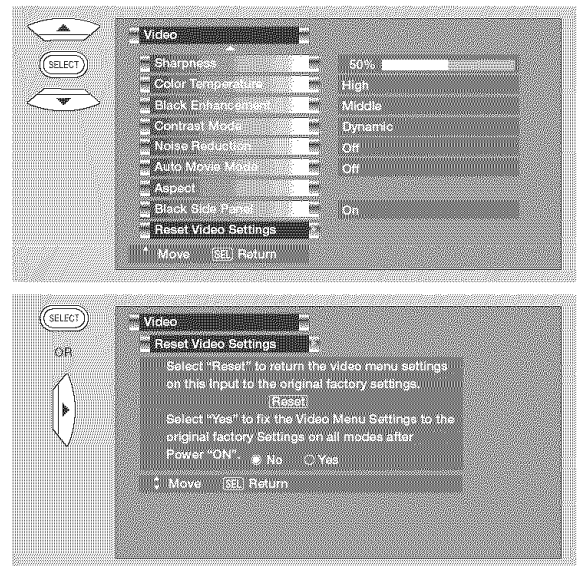 SELECT
Video
Sharpness 50%
Color Temperature High
Black Enhancement Middle
Contrast Mode Dynamic
Noise Reduction Off
Auto Movie Mode Off
Aspect
Black Side Panel On
Reset Video Settings
Move SEL Return
SELECT
OR
Video
Reset Video Settings
Select "Reset" to return the video menu settings
on this Input to the original factory settings.
Reset
Select "Yes" to fix the Video Menu Settings to the
original factory Settings on all modes after
Power "ON". No Yes
Move SEL Return